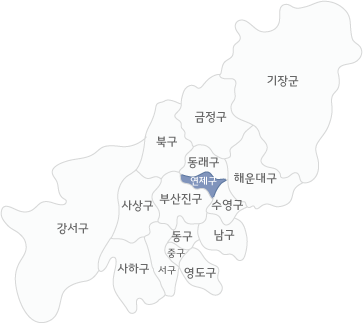 기장군
금정구
북구
동래구
연제구
해운대구
사상구
부산진구
수영구
강서구
동구
남구
중구
사하구
서구
영도구